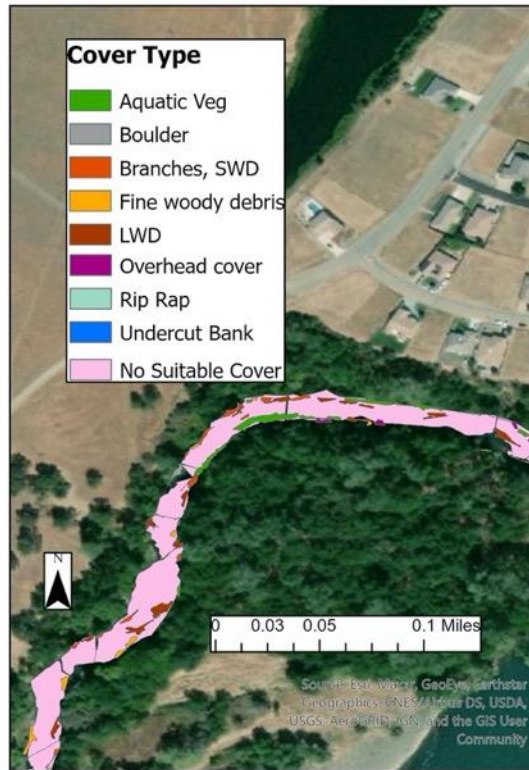 Cover Type
Aquatic Veg
Boulder
Branches, SWD
Fine woody debris
LWD
Overhead cover
Rip Rap
Undercut Bank
No Suitable Cover
N
0 0.03 0.05 0.1 Miles
Source: Esri, Maxar, GeoEye, Earthstar
Geographics, CNES/Airbus DS, USDA,
USGS, AeroGRID, IGN, and the GIS User
Community